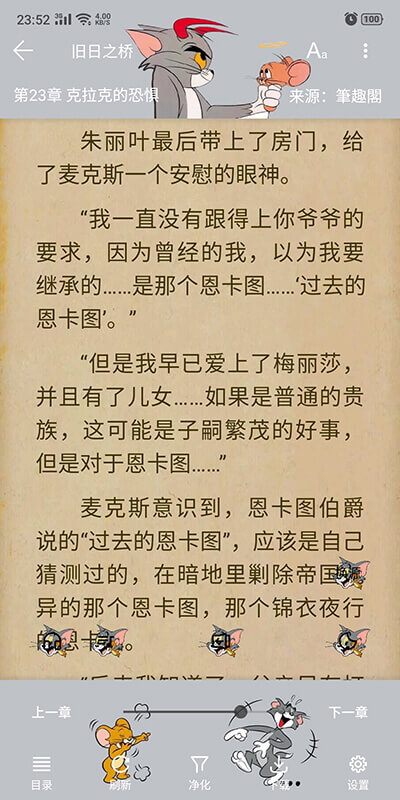 23:52 3G 4.00 KB/S 100
旧日之桥 Aa
第23章 克拉克的恐惧 来源：筆趣閣
朱丽叶最后带上了房门，给
了麦克斯一个安慰的眼神。
“我一直没有跟得上你爷爷的
要求，因为曾经的我，以为我要
继承的……是那个恩卡图……‘过去的
恩卡图’。”
“但是我早已爱上了梅丽莎，
并且有了儿女……如果是普通的贵
族，这可能是子嗣繁茂的好事，
但是对于恩卡图……”
麦克斯意识到，恩卡图伯爵
说的“过去的恩卡图”，应该是自己
猜测过的，在暗地里剿除帝国
异的那个恩卡图，那个锦衣夜行
的恩卡 。
上一章 下一章
目录 刷新 净化 下载 设置